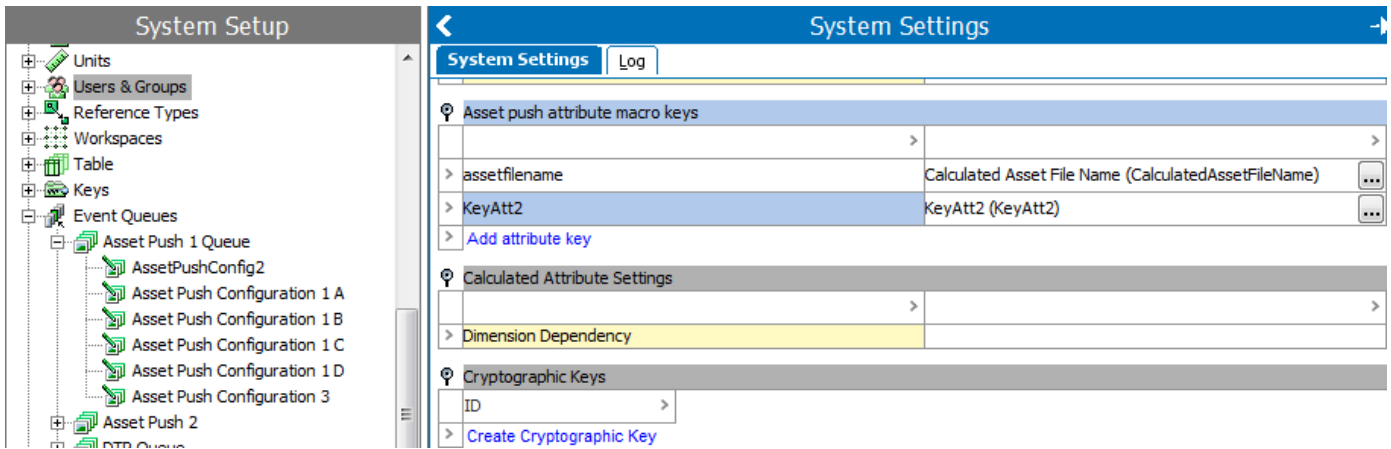 System Setup
Units
Users & Groups
Reference Types
Workspaces
Table
Keys
Event Queues
Asset Push 1 Queue
AssetPushConfig2
Asset Push Configuration 1 A
Asset Push Configuration 1 B
Asset Push Configuration 1 C
Asset Push Configuration 1 D
Asset Push Configuration 3
Asset Push 2
DTP Queue
System Settings
System Settings Log
Asset push attribute macro keys
> >
> assetfilename Calculated Asset File Name (CalculatedAssetFileName) ...
> KeyAtt2 KeyAtt2 (KeyAtt2) ...
> Add attribute key
Calculated Attribute Settings
> >
> Dimension Dependency
Cryptographic Keys
ID >
> Create Cryptographic Key